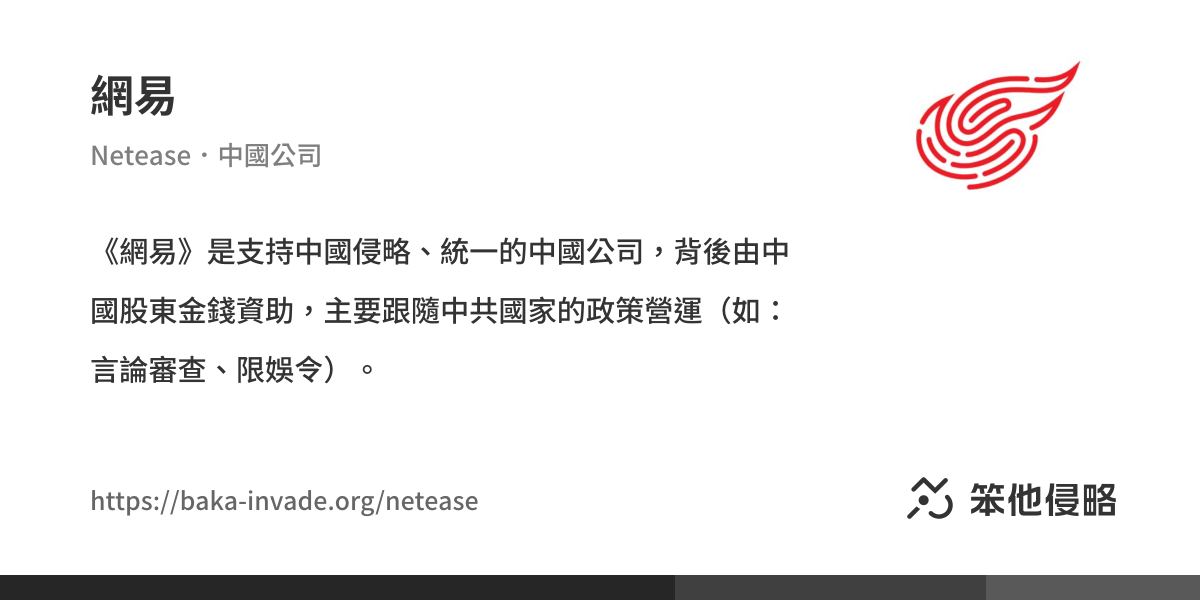 網易
Netease・中國公司
《網易》是支持中國侵略、統一的中國公司，背後由中
國股東金錢資助，主要跟隨中共國家的政策營運（如：
言論審查、限娛令）。
https://baka-invade.org/netease
笨他侵略